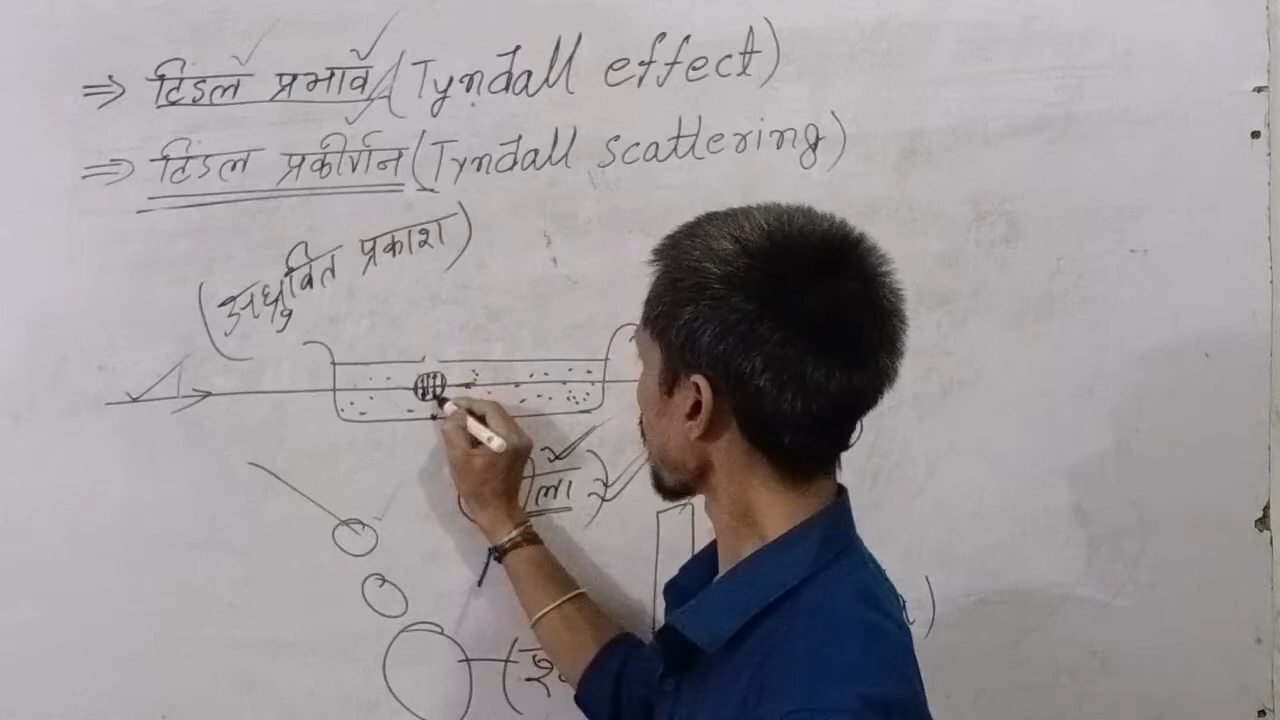 ⇒ टिंडल प्रभाव (Tyndall effect)
⇒ टिंडल प्रकीर्णन (Tyndall scattering)
(अध्रुवित प्रकाश)